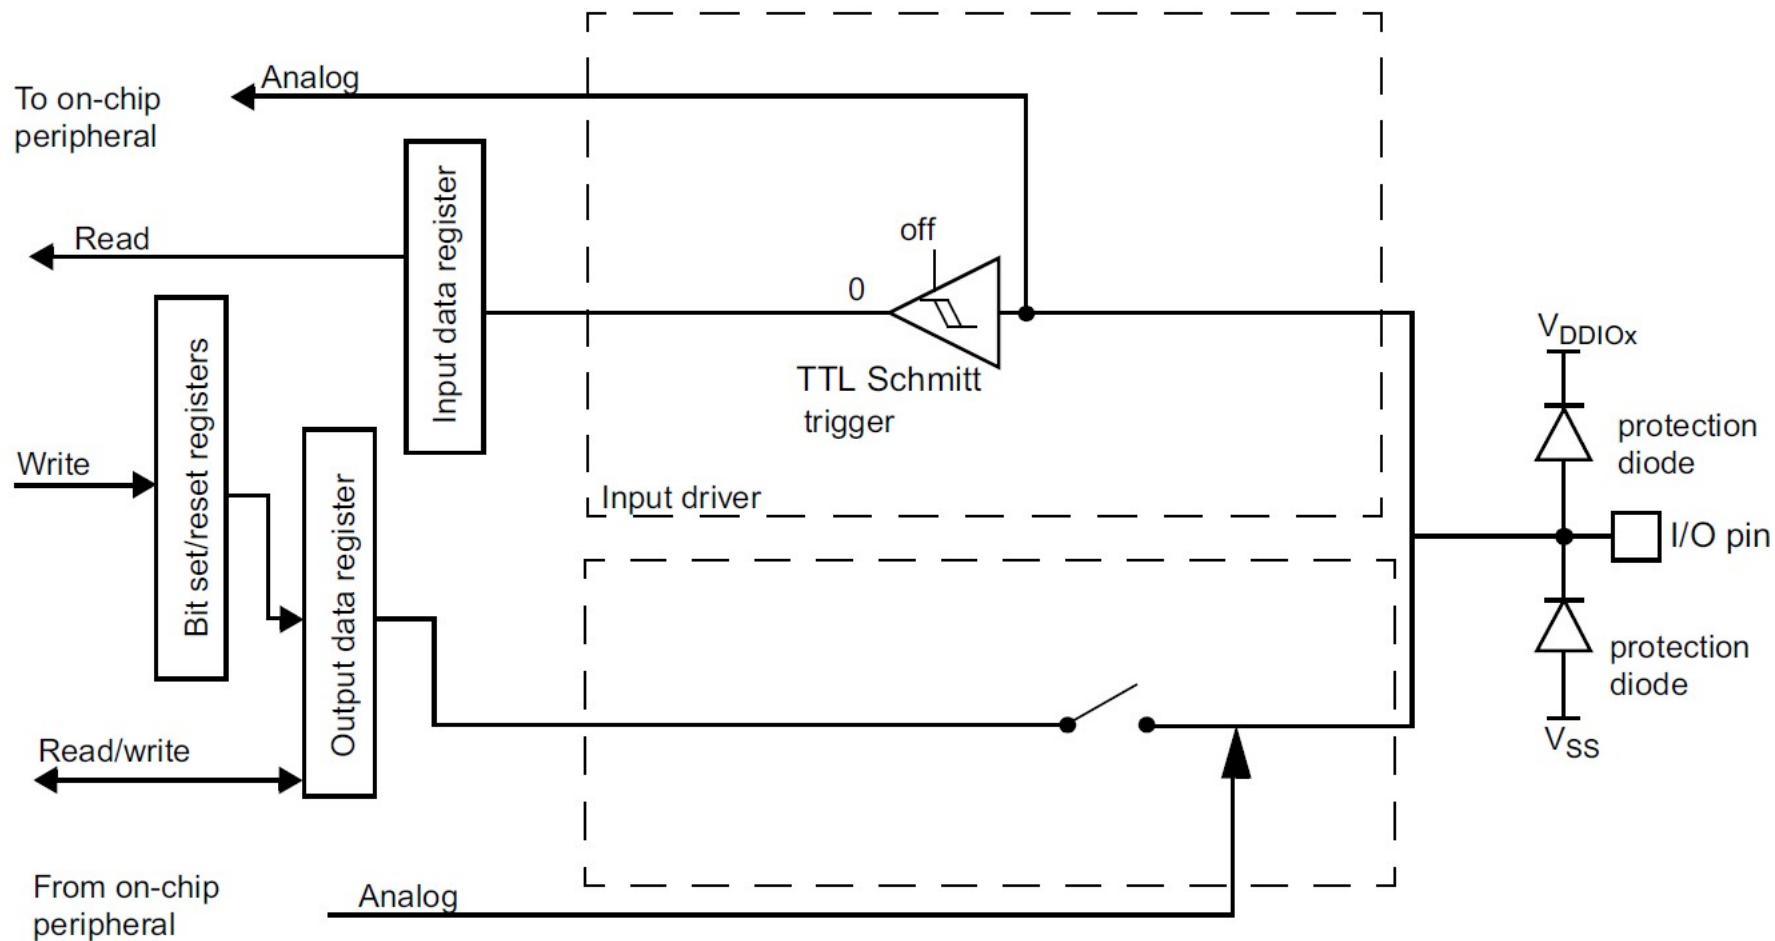 Analog
To on-chip
peripheral
Read
Input data register
off
0
TTL Schmitt
trigger
Input driver
Write
Bit set/reset registers
Output data register
Read/write
From on-chip
peripheral
Analog
VDDIOx
protection
diode
I/O pin
protection
diode
VSS